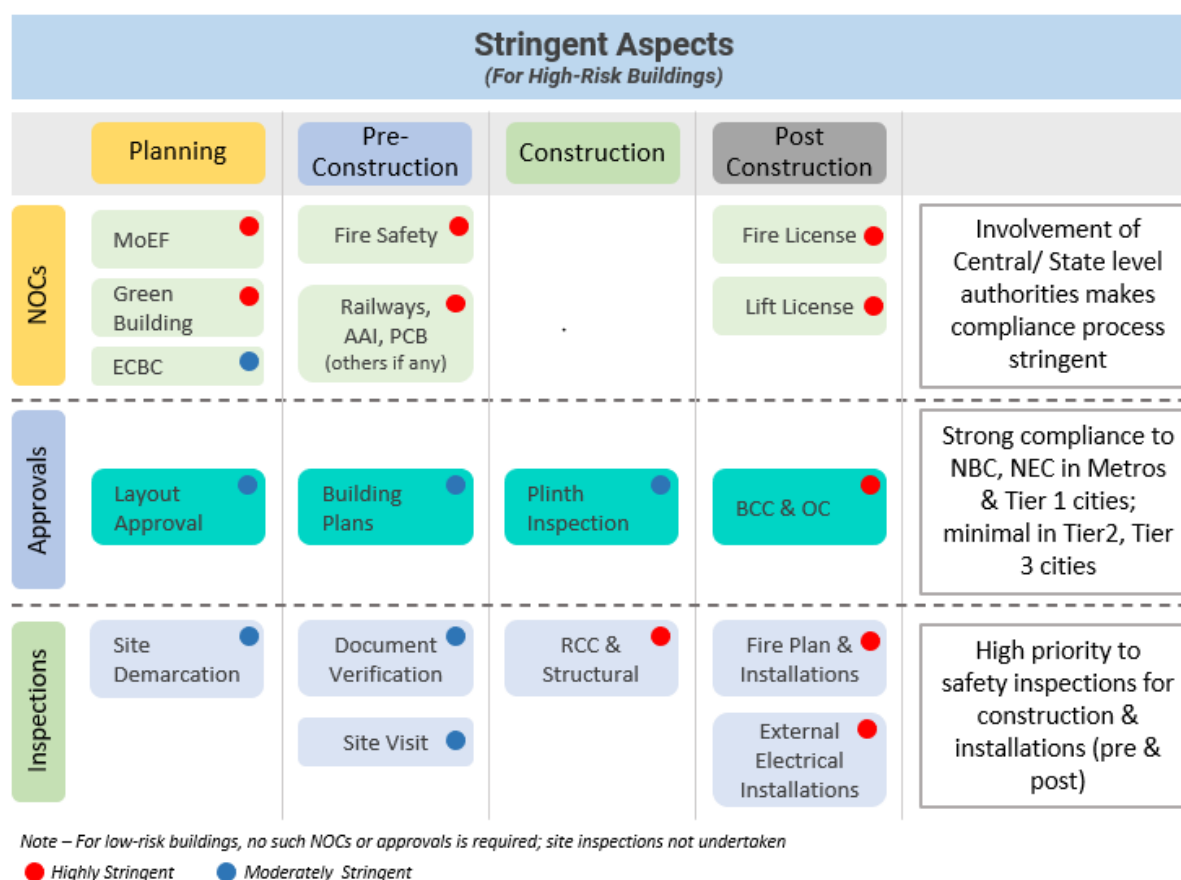 Stringent Aspects
(For High-Risk Buildings)
Planning
Pre-
Construction
Construction
Post
Construction
NOCs
MoEF
Green
Building
ECBC
Fire Safety
Railways,
AAI, PCB
(others if any)
Fire License
Lift License
Involvement of
Central/ State level
authorities makes
compliance process
stringent
Approvals
Layout
Approval
Building
Plans
Plinth
Inspection
BCC & OC
Strong compliance to
NBC, NEC in Metros
& Tier 1 cities;
minimal in Tier2, Tier
3 cities
Inspections
Site
Demarcation
Document
Verification
Site Visit
RCC &
Structural
Fire Plan &
Installations
External
Electrical
Installations
High priority to
safety inspections for
construction &
installations (pre &
post)
Note – For low-risk buildings, no such NOCs or approvals is required; site inspections not undertaken
Highly Stringent
Moderately Stringent